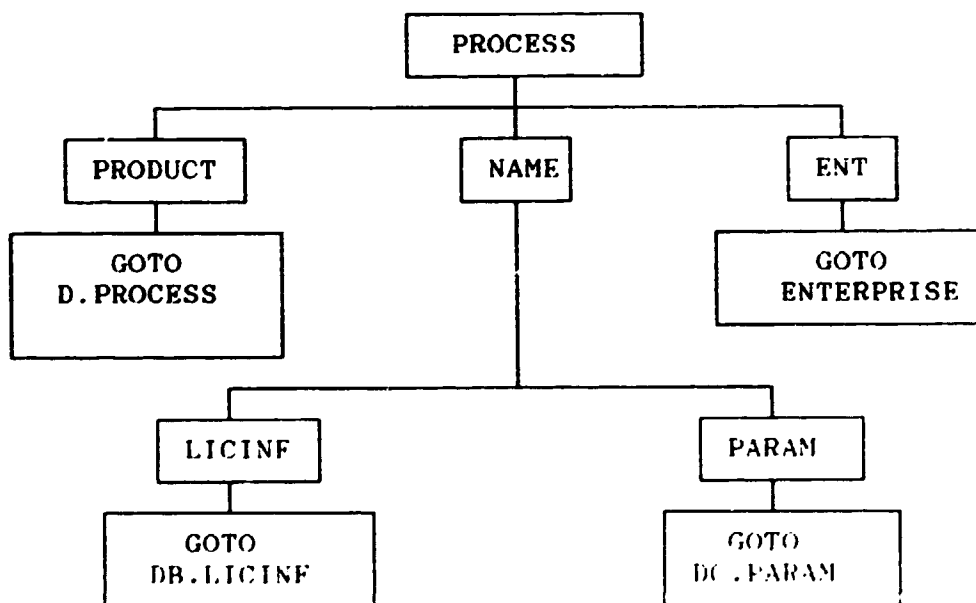 PROCESS
PRODUCT
NAME
ENT
GOTO
D.PROCESS
GOTO
ENTERPRISE
LICINF
PARAM
GOTO
DB.LICINF
GOTO
DC.PARAM